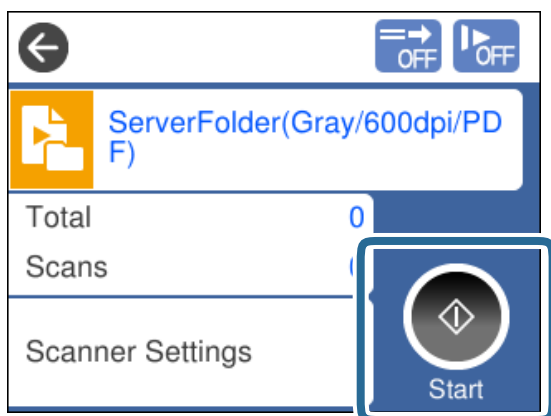 OFF OFF
ServerFolder(Gray/600dpi/PD
F)
Total 0
Scans
Scanner Settings
Start